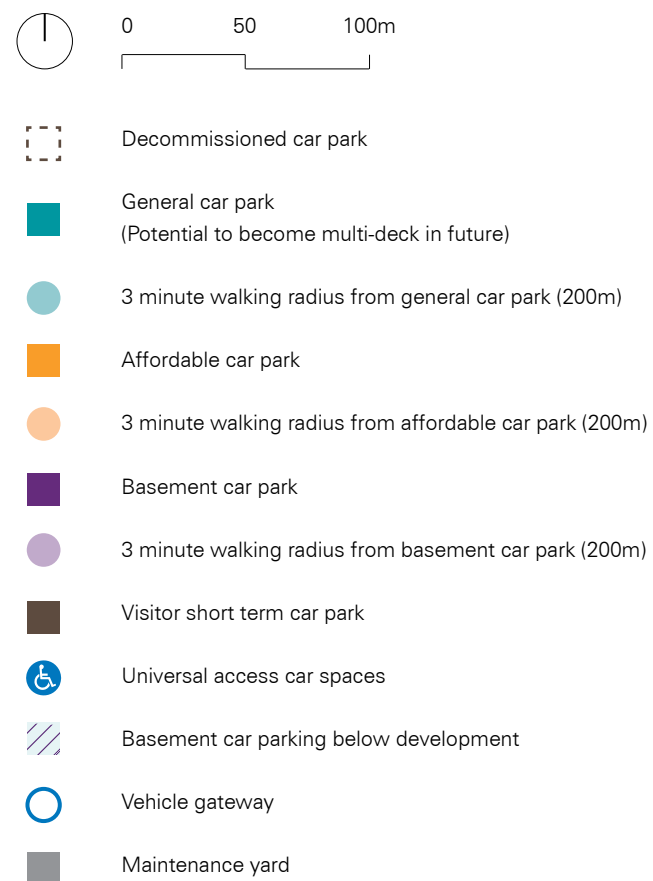 0 50 100m
Decommissioned car park
General car park
(Potential to become multi-deck in future)
3 minute walking radius from general car park (200m)
Affordable car park
3 minute walking radius from affordable car park (200m)
Basement car park
3 minute walking radius from basement car park (200m)
Visitor short term car park
Universal access car spaces
Basement car parking below development
Vehicle gateway
Maintenance yard